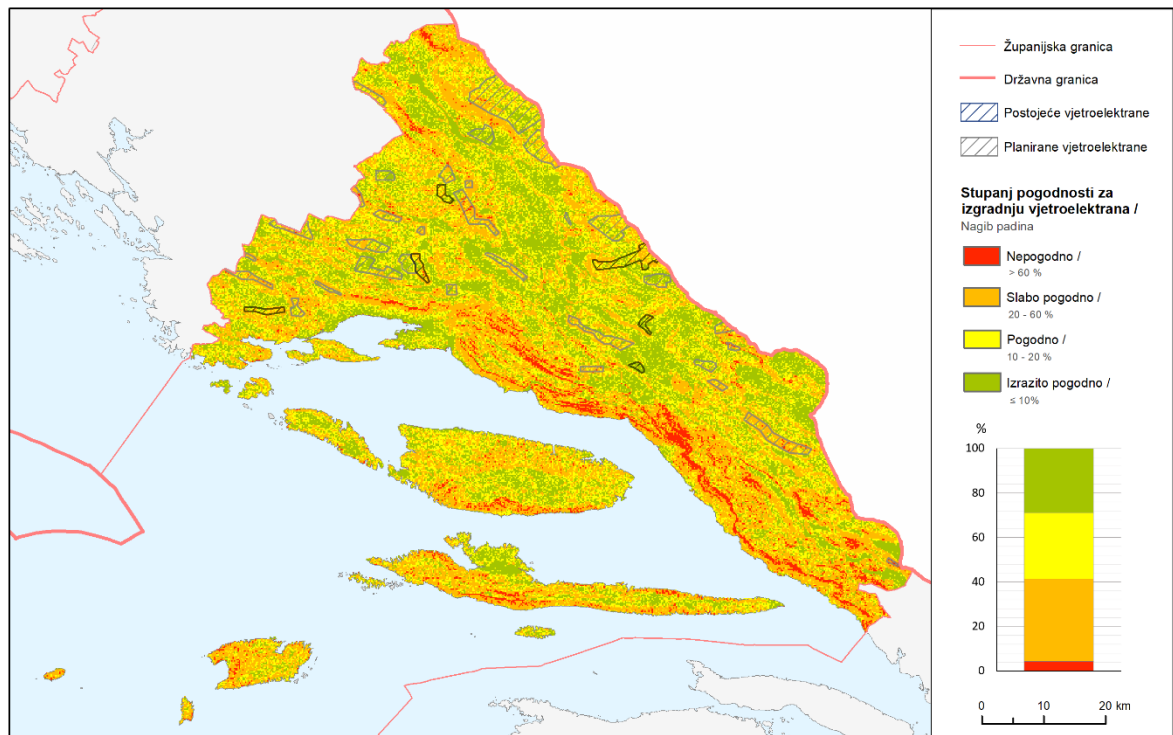 Županijska granica
Državna granica
Postojeće vjetroelektrane
Planirane vjetroelektrane
Stupanj pogodnosti za
izgradnju vjetroelektrana /
Nagib padina
Nepogodno /
> 60 %
Slabo pogodno /
20 - 60 %
Pogodno /
10 - 20 %
Izrazito pogodno /
≤ 10%
%
100
80
60
40
20
0
0 10 20 km